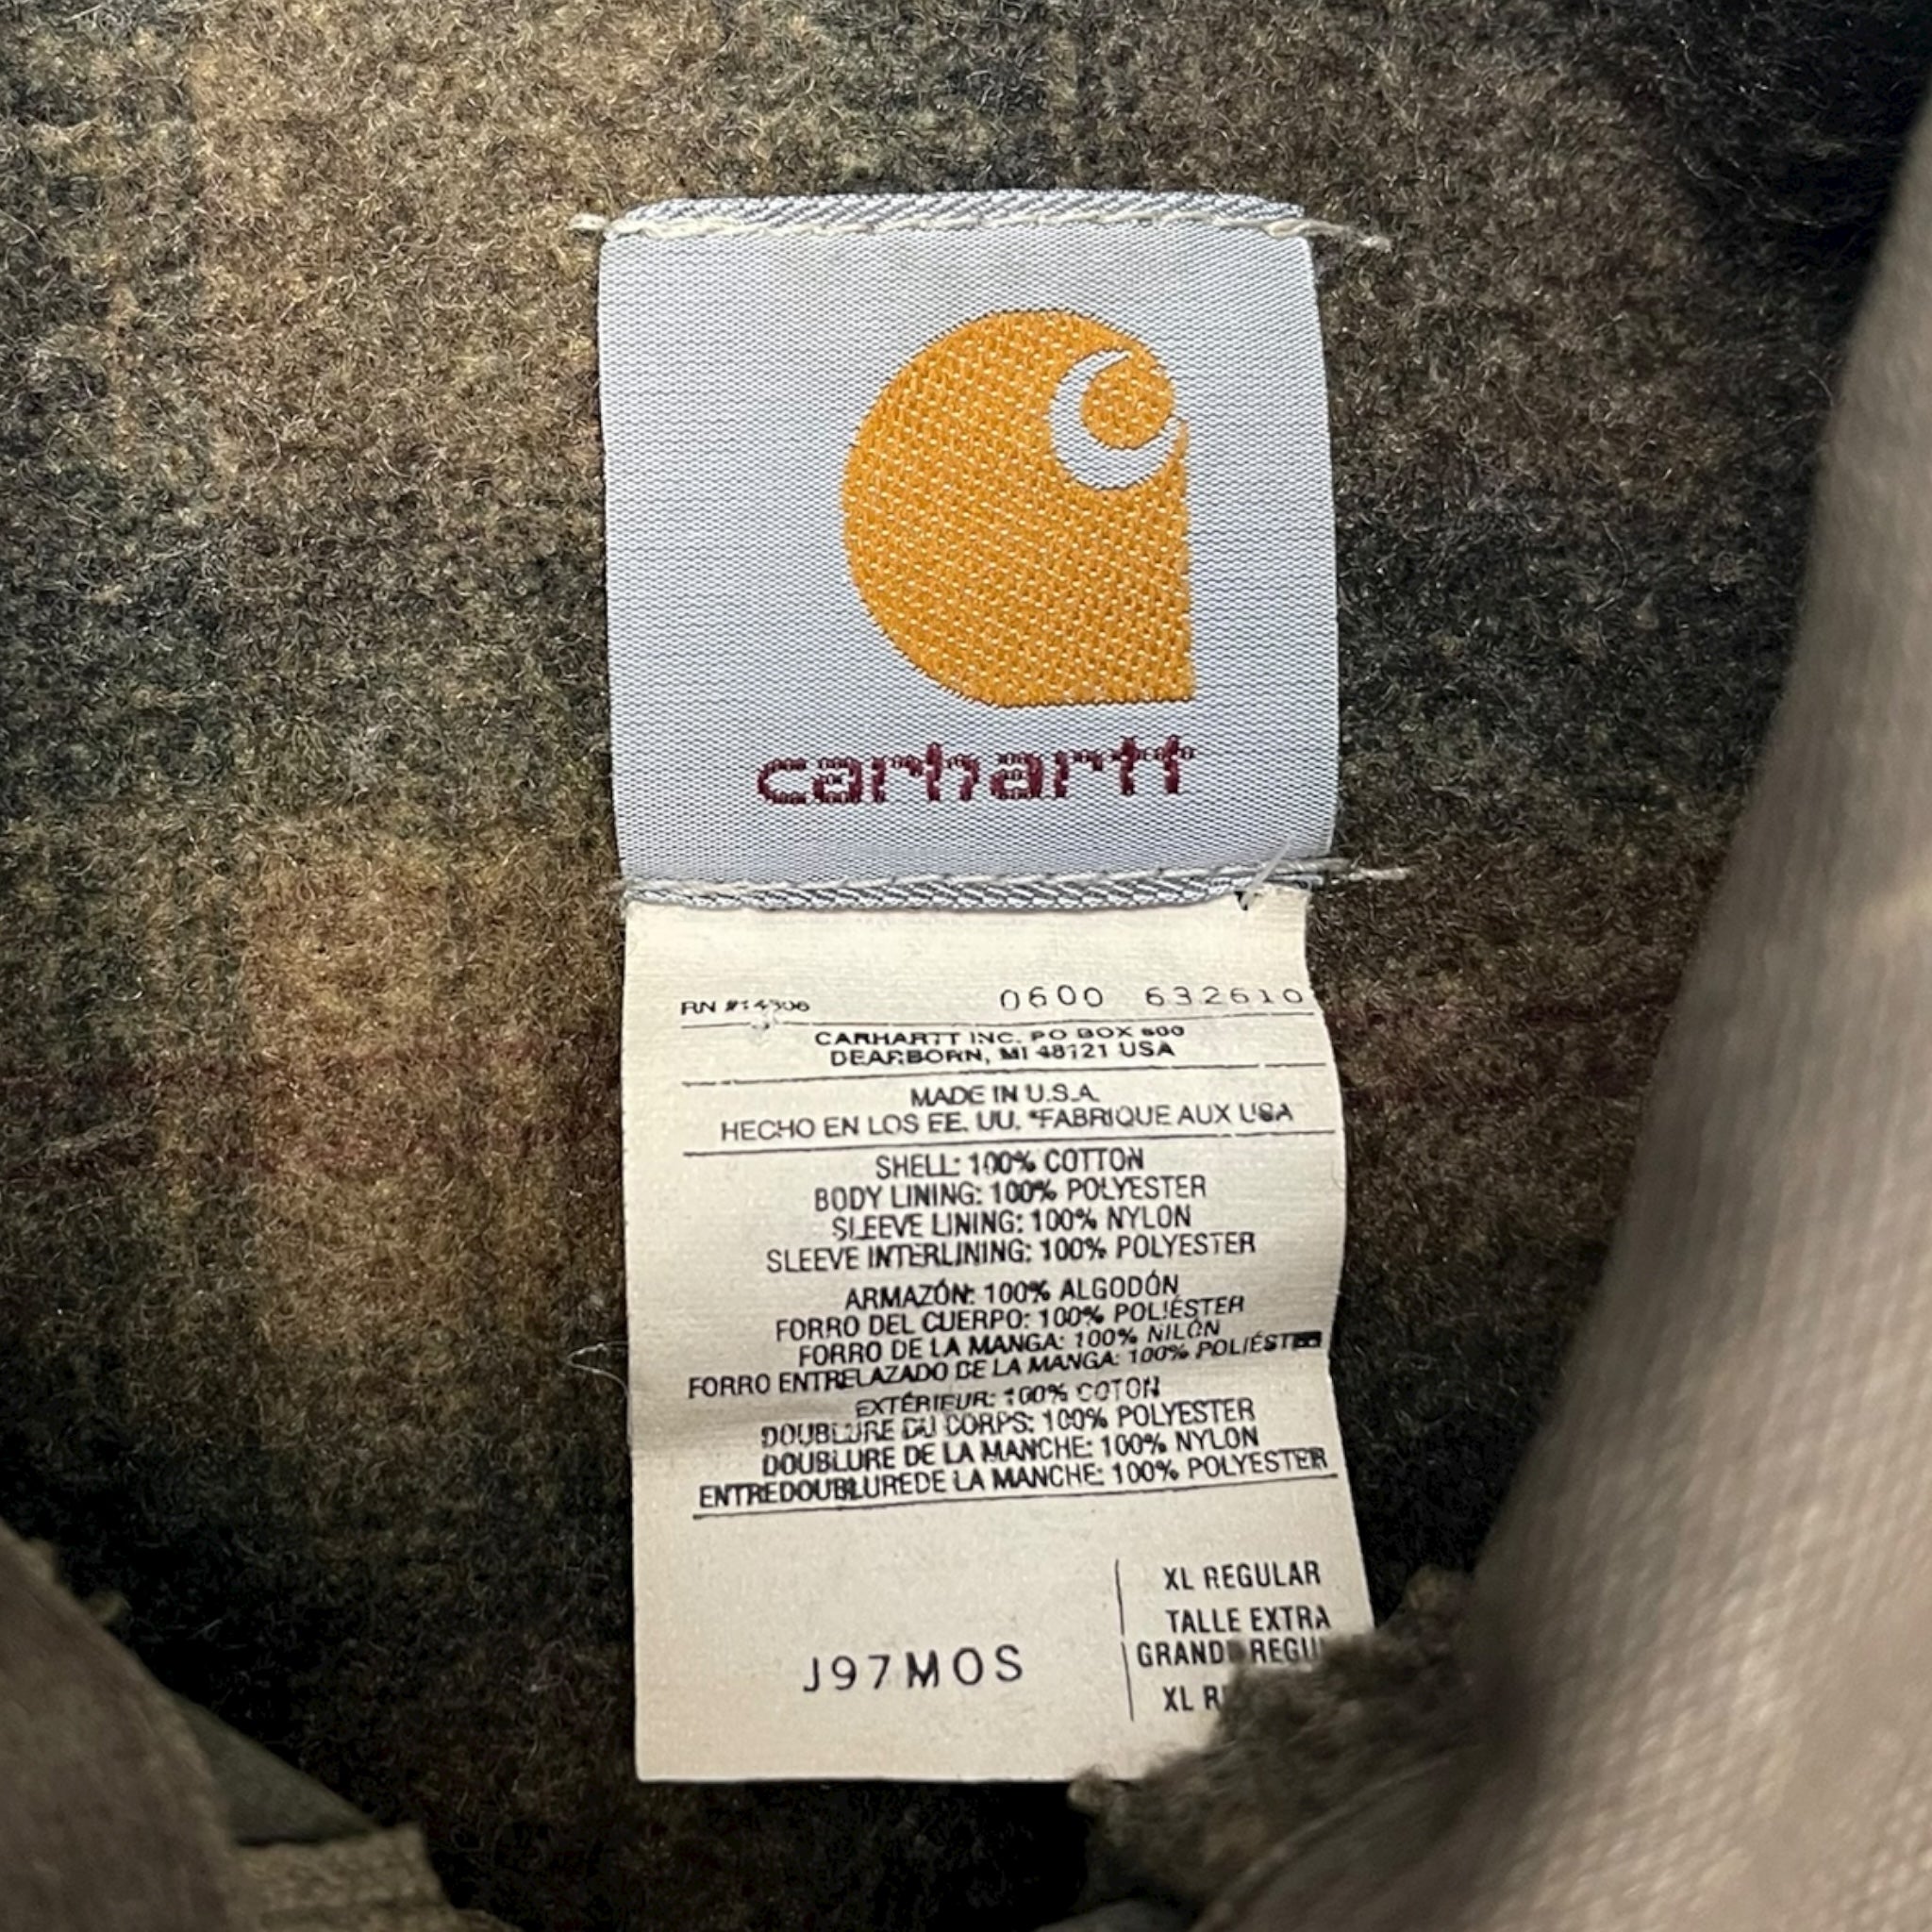 carhartt
RN #14306 0600 632610
CARHARTT INC. PO BOX 600
DEARBORN, MI 48121 USA
MADE IN U.S.A.
HECHO EN LOS EE. UU. *FABRIQUE AUX USA
SHELL: 100% COTTON
BODY LINING: 100% POLYESTER
SLEEVE LINING: 100% NYLON
SLEEVE INTERLINING: 100% POLYESTER
ARMAZÓN: 100% ALGODÓN
FORRO DEL CUERPO: 100% POLIÉSTER
FORRO DE LA MANGA: 100% NILÓN
FORRO ENTRELAZADO DE LA MANGA: 100% POLIÉSTER
EXTÉRIEUR: 100% COTON
DOUBLURE DU CORPS: 100% POLYESTER
DOUBLURE DE LA MANCHE: 100% NYLON
ENTREDOUBLUREDE LA MANCHE: 100% POLYESTER
XL REGULAR
TALLE EXTRA
GRANDE
J97MOS
XL